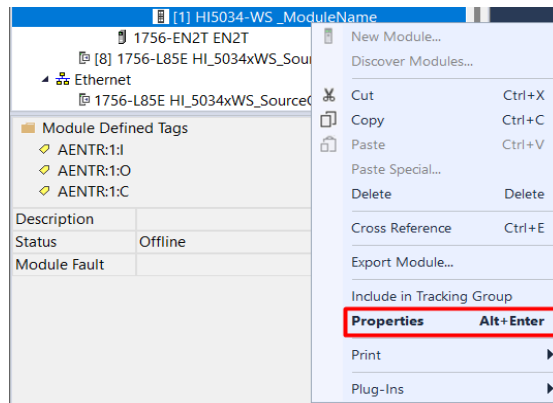 [1] HI5034-WS _ModuleName
1756-EN2T EN2T
[8] 1756-L85E HI_5034xWS_Sou
Ethernet
1756-L85E HI_5034xWS_Source
Module Defined Tags
AENTR:1:I
AENTR:1:O
AENTR:1:C
Description
Status Offline
Module Fault
New Module...
Discover Modules...
Cut Ctrl+X
Copy Ctrl+C
Paste Ctrl+V
Paste Special...
Delete Delete
Cross Reference Ctrl+E
Export Module...
Include in Tracking Group
Properties Alt+Enter
Print
Plug-Ins